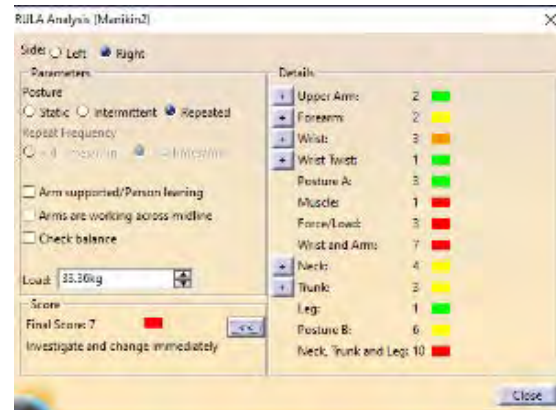 RULA Analysis (Manikin2)
Side: Left Right
Parameters
Posture
Static Intermittent Repeated
Repeat Frequency
Arm supported/Person leaning
Arms are working across midline
Check balance
Load: 33.36kg
Score
Final Score: 7
<<
Investigate and change immediately
Details
+ Upper Arm: 2
+ Forearm: 2
+ Wrist: 3
+ Wrist Twist: 1
Posture A: 3
Muscle: 1
Force/Load: 3
Wrist and Arm: 7
+ Neck: 4
+ Trunk: 3
Leg: 1
Posture B: 6
Neck, Trunk and Leg: 10
Close